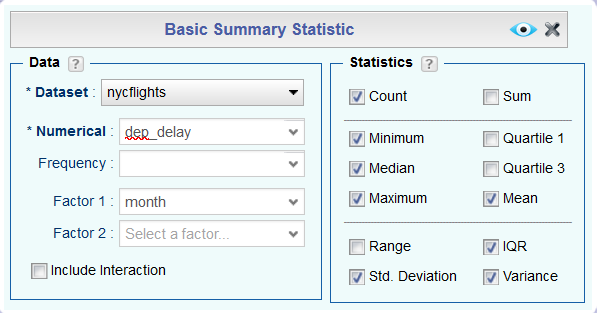 Basic Summary Statistic
Data ?
* Dataset : nycflights
* Numerical : dep_delay
Frequency :
Factor 1 : month
Factor 2 : Select a factor...
Include Interaction
Statistics ?
Count Sum
Minimum Quartile 1
Median Quartile 3
Maximum Mean
Range IQR
Std. Deviation Variance